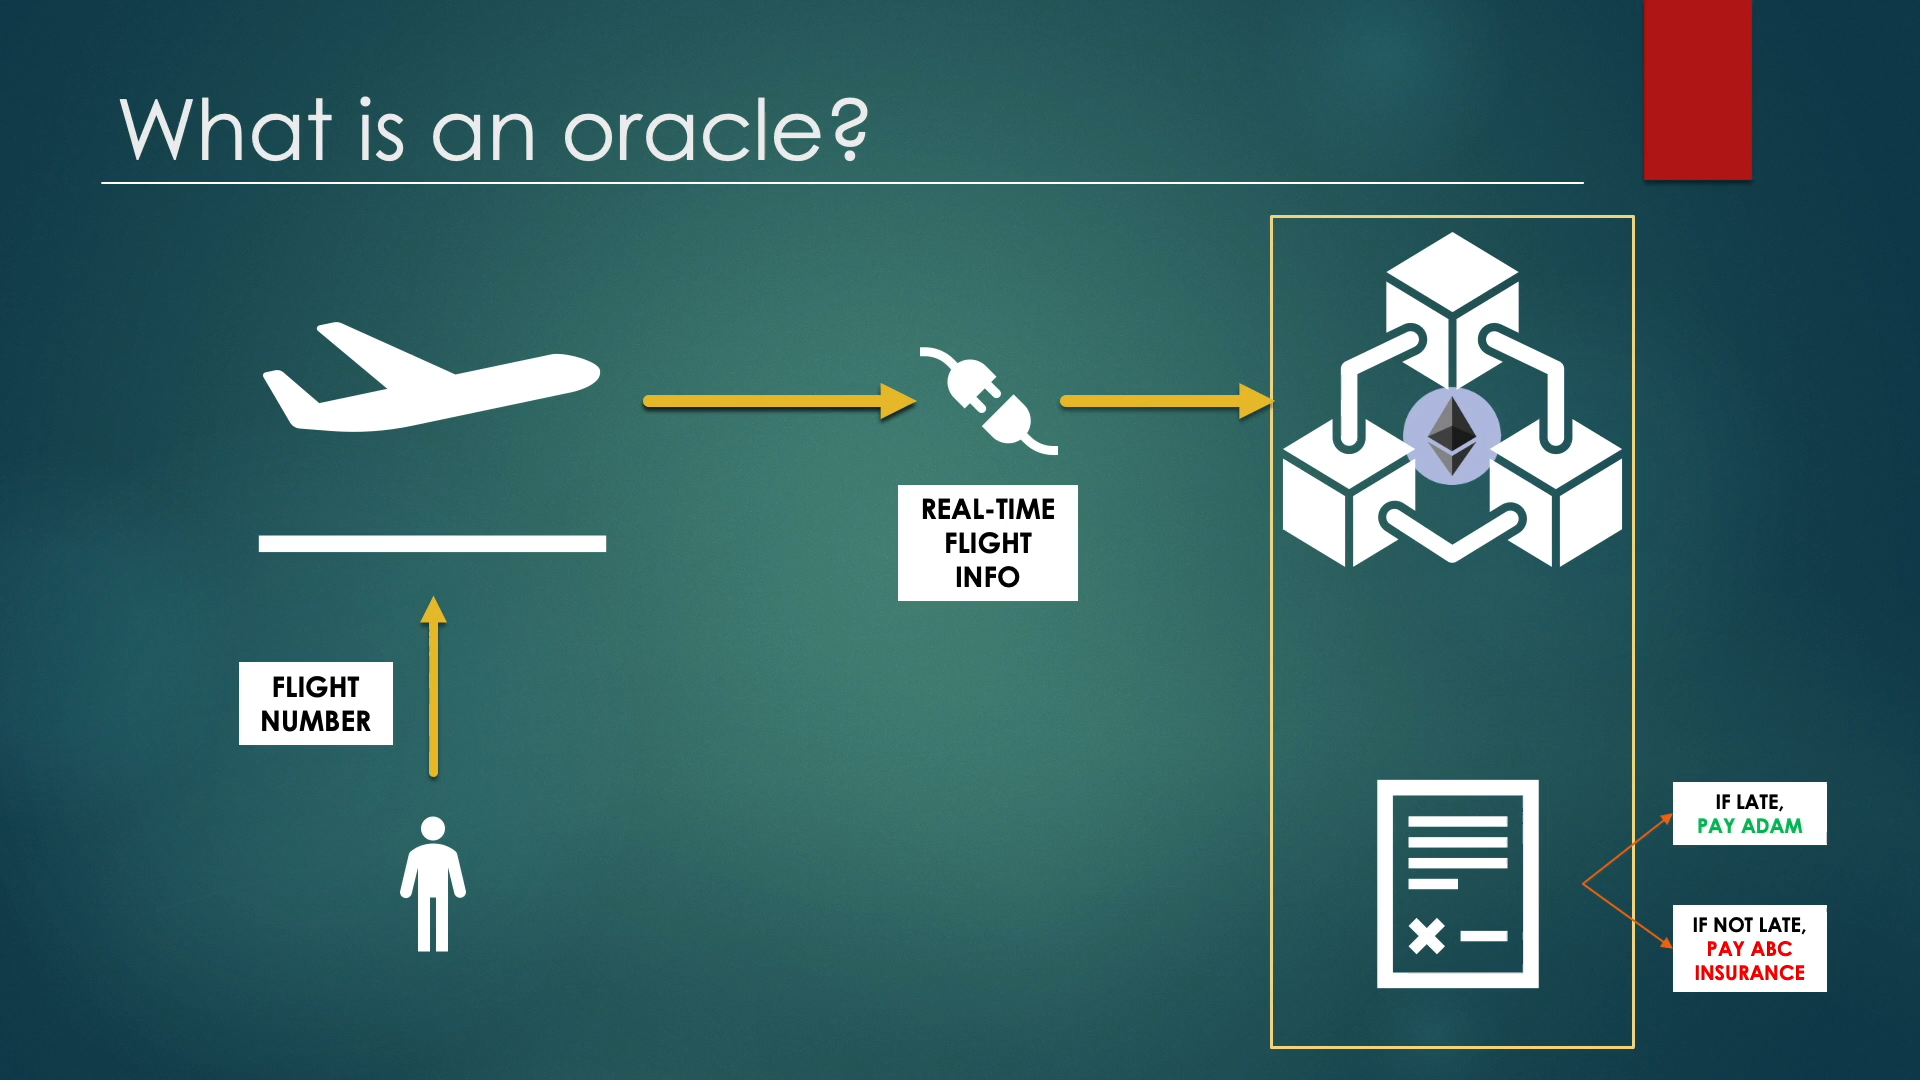 What is an oracle?
REAL-TIME
FLIGHT
INFO
FLIGHT
NUMBER
IF LATE,
PAY ADAM
IF NOT LATE,
PAY ABC
INSURANCE